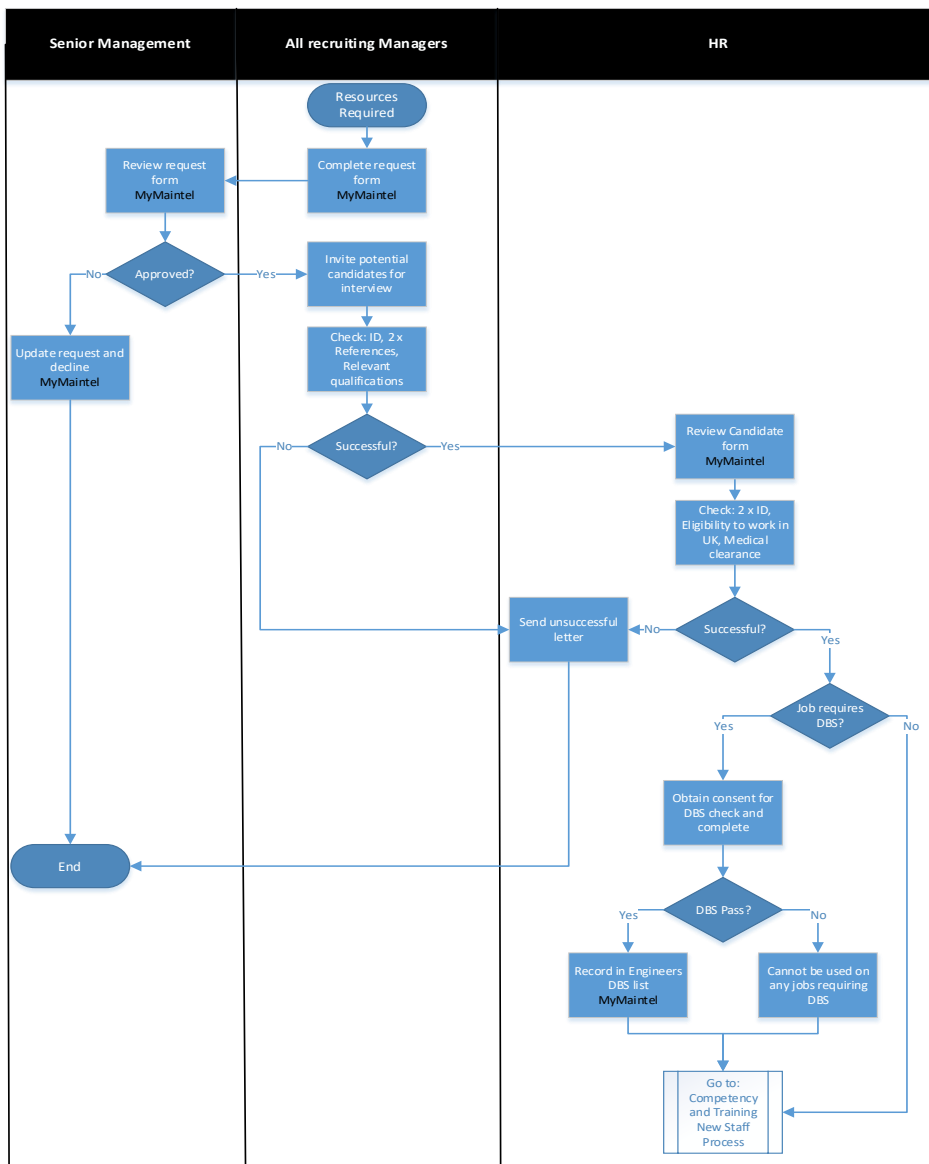 Senior Management
All recruiting Managers
HR
Resources
Required
Review request
form
MyMaintel
Complete request
form
MyMaintel
No
Approved?
Yes
Invite potential
candidates for
interview
Update request and
decline
MyMaintel
Check: ID, 2 x
References,
Relevant
qualifications
No
Successful?
Yes
Review Candidate
form
MyMaintel
Check: 2 x ID,
Eligibility to work in
UK, Medical
clearance
Send unsuccessful
letter
No
Successful?
Yes
Job requires
DBS?
Yes
No
Obtain consent for
DBS check and
complete
End
DBS Pass?
Yes
No
Record in Engineers
DBS list
MyMaintel
Cannot be used on
any jobs requiring
DBS
Go to:
Competency
and Training
New Staff
Process